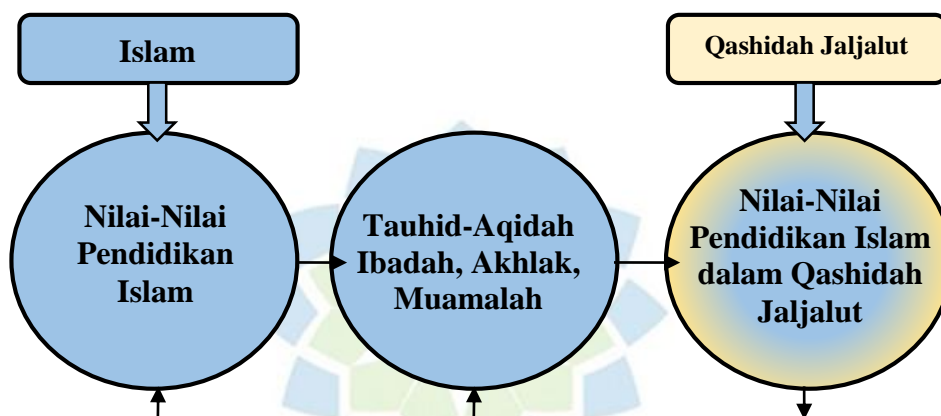 Islam
Qashidah Jaljalut
Nilai-Nilai
Pendidikan
Islam
Tauhid-Aqidah
Ibadah, Akhlak,
Muamalah
Nilai-Nilai
Pendidikan Islam
dalam Qashidah
Jaljalut